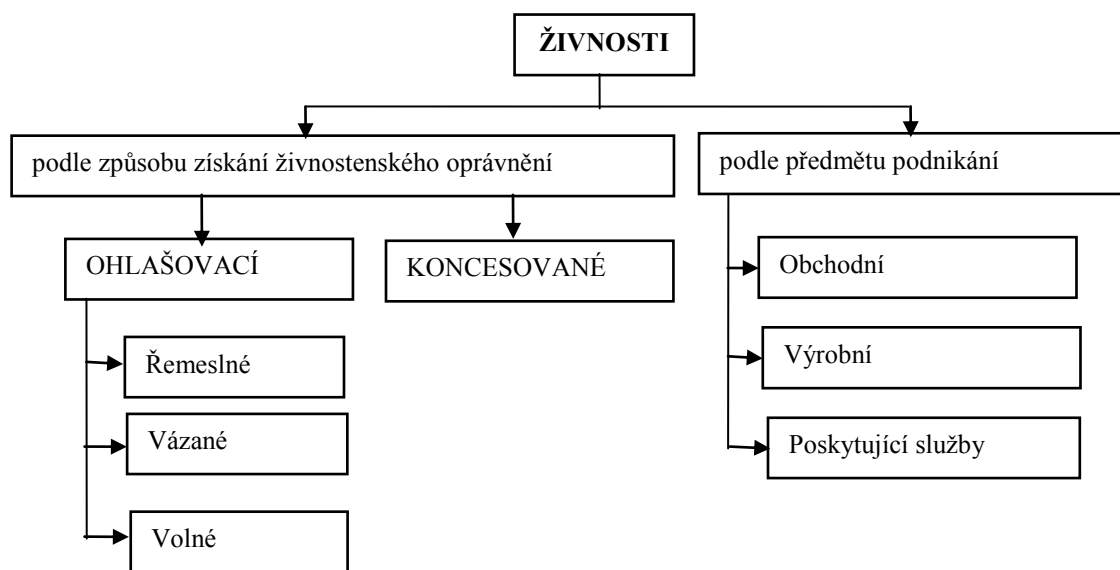 ŽIVNOSTI
podle způsobu získání živnostenského oprávnění
OHLAŠOVACÍ
KONCESOVANÉ
Řemeslné
Vázané
Volné
podle předmětu podnikání
Obchodní
Výrobní
Poskytující služby